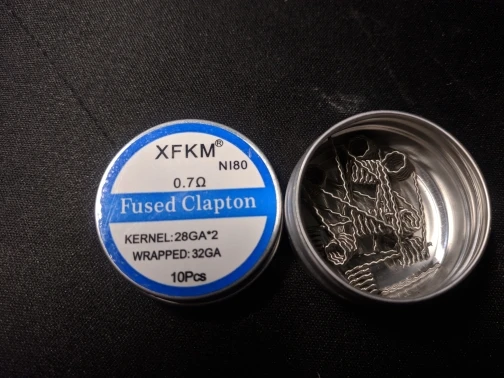 XFKM®
NI80
0.7Ω
Fused Clapton
KERNEL:28GA*2
WRAPPED:32GA
10Pcs